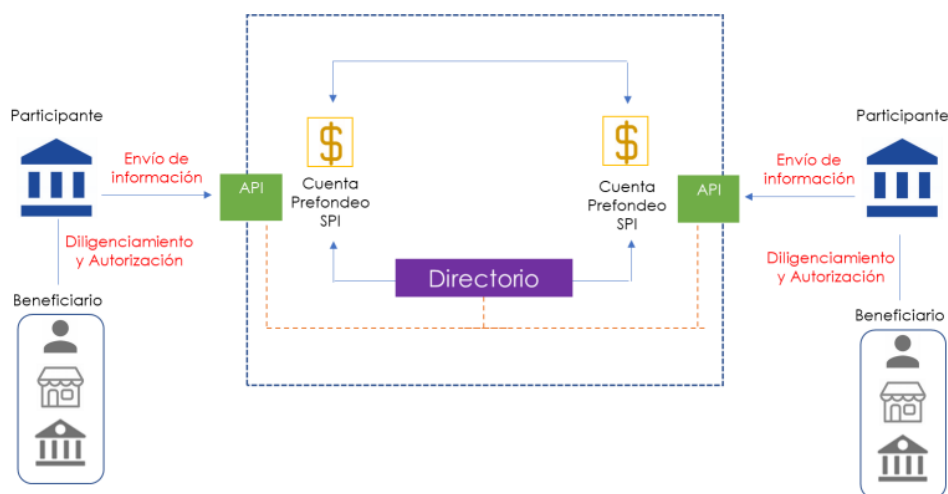 Participante
Envío de
información
API
Diligenciamiento
y Autorización
Beneficiario
Cuenta
Prefondeo
SPI
Directorio
Cuenta
Prefondeo
SPI
API
Participante
Envío de
información
Diligenciamiento
y Autorización
Beneficiario